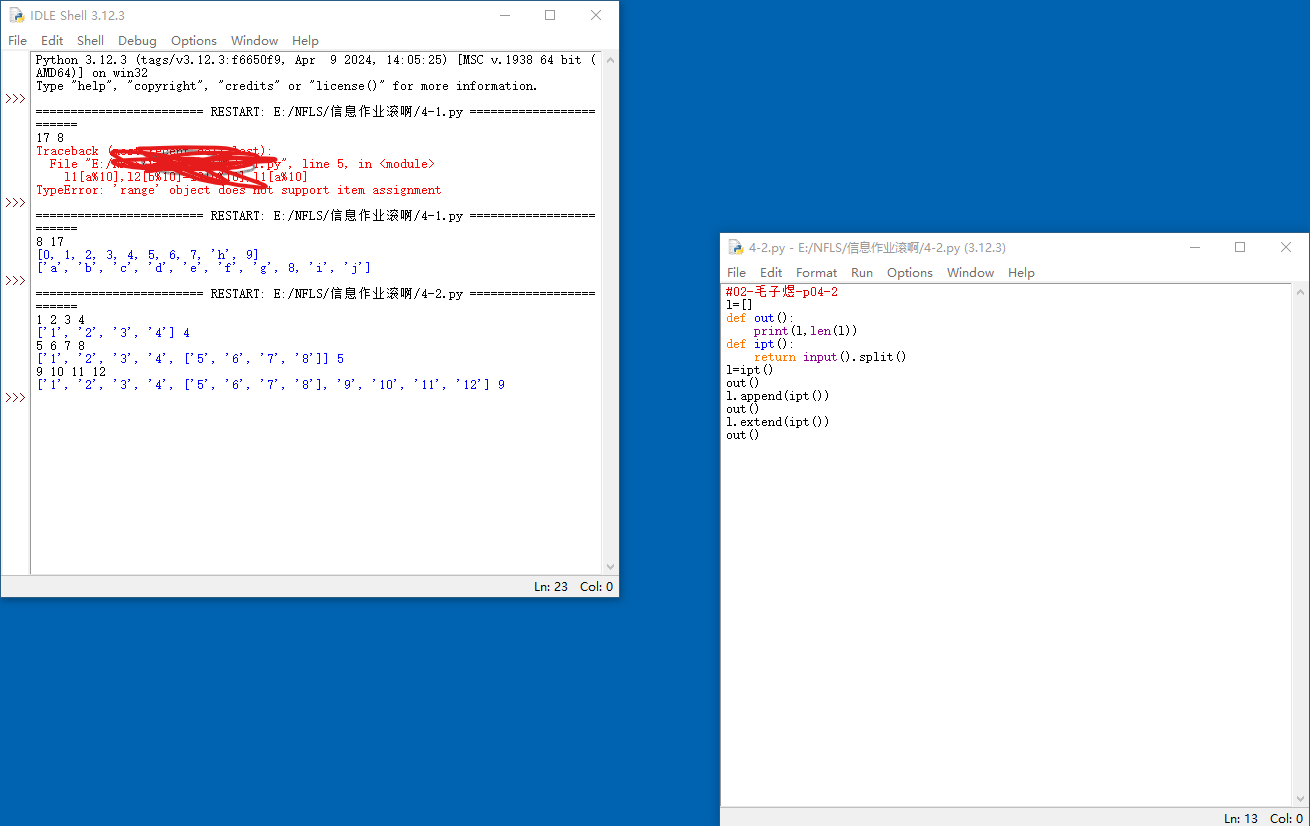 IDLE Shell 3.12.3
File Edit Shell Debug Options Window Help
Python 3.12.3 (tags/v3.12.3:f6650f9, Apr  9 2024, 14:05:25) [MSC v.1938 64 bit (
AMD64)] on win32
Type "help", "copyright", "credits" or "license()" for more information.
>>>
======================== RESTART: E:/NFLS/信息作业滚啊/4-1.py ==================
======
17 8
Traceback
File "E:/ .py", line 5, in <module>
l1[a%10],l2[b%10] ,l1[a%10]
TypeError: 'range' object does not support item assignment
>>>
======================== RESTART: E:/NFLS/信息作业滚啊/4-1.py ==================
======
8 17
[0, 1, 2, 3, 4, 5, 6, 7, 'h', 9]
['a', 'b', 'c', 'd', 'e', 'f', 'g', 8, 'i', 'j']
>>>
======================== RESTART: E:/NFLS/信息作业滚啊/4-2.py ==================
======
1 2 3 4
['1', '2', '3', '4'] 4
5 6 7 8
['1', '2', '3', '4', ['5', '6', '7', '8']] 5
9 10 11 12
['1', '2', '3', '4', ['5', '6', '7', '8'], '9', '10', '11', '12'] 9
>>>
Ln: 23 Col: 0
4-2.py - E:/NFLS/信息作业滚啊/4-2.py (3.12.3)
File Edit Format Run Options Window Help
#02-毛子煜-p04-2
l=[]
def out():
    print(l,len(l))
def ipt():
    return input().split()
l=ipt()
out()
l.append(ipt())
out()
l.extend(ipt())
out()
Ln: 13 Col: 0